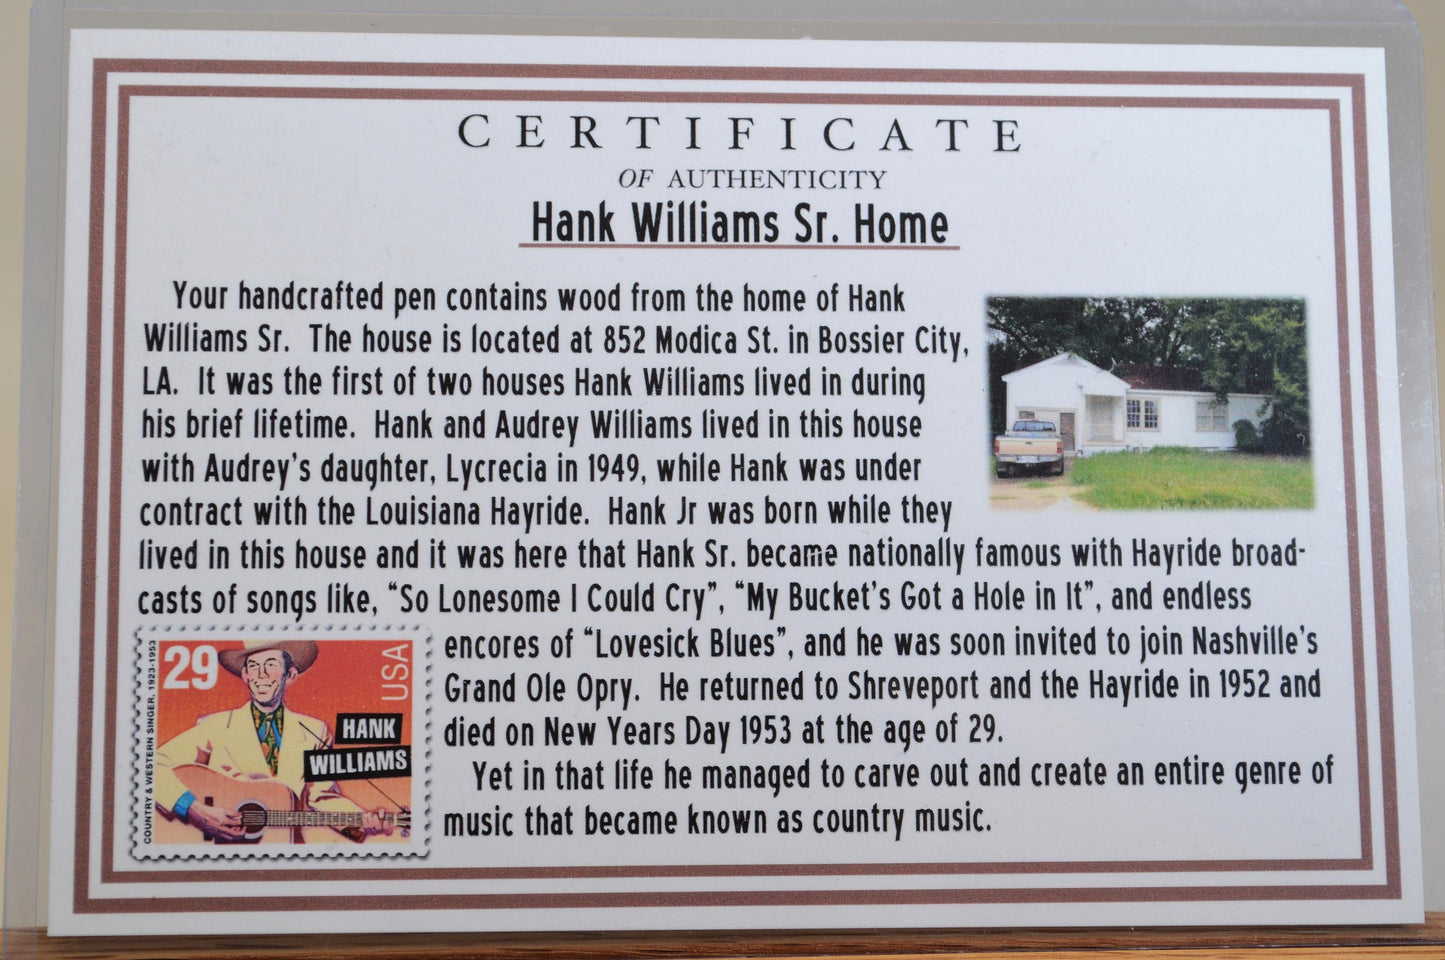 CERTIFICATE
OF AUTHENTICITY
Hank Williams Sr. Home
Your handcrafted pen contains wood from the home of Hank
Williams Sr. The house is located at 852 Modica St. in Bossier City,
LA. It was the first of two houses Hank Williams lived in during
his brief lifetime. Hank and Audrey Williams lived in this house
with Audrey's daughter, Lycrecia in 1949, while Hank was under
contract with the Louisiana Hayride. Hank Jr was born while they
lived in this house and it was here that Hank Sr. became nationally famous with Hayride broad-
casts of songs like, “So Lonesome I Could Cry”, “My Bucket's Got a Hole in It”, and endless
encores of “Lovesick Blues”, and he was soon invited to join Nashville's
Grand Ole Opry. He returned to Shreveport and the Hayride in 1952 and
died on New Years Day 1953 at the age of 29.
Yet in that life he managed to carve out and create an entire genre of
music that became known as country music.
COUNTRY & WESTERN SINGER, 1923-1953
29
USA
HANK
WILLIAMS